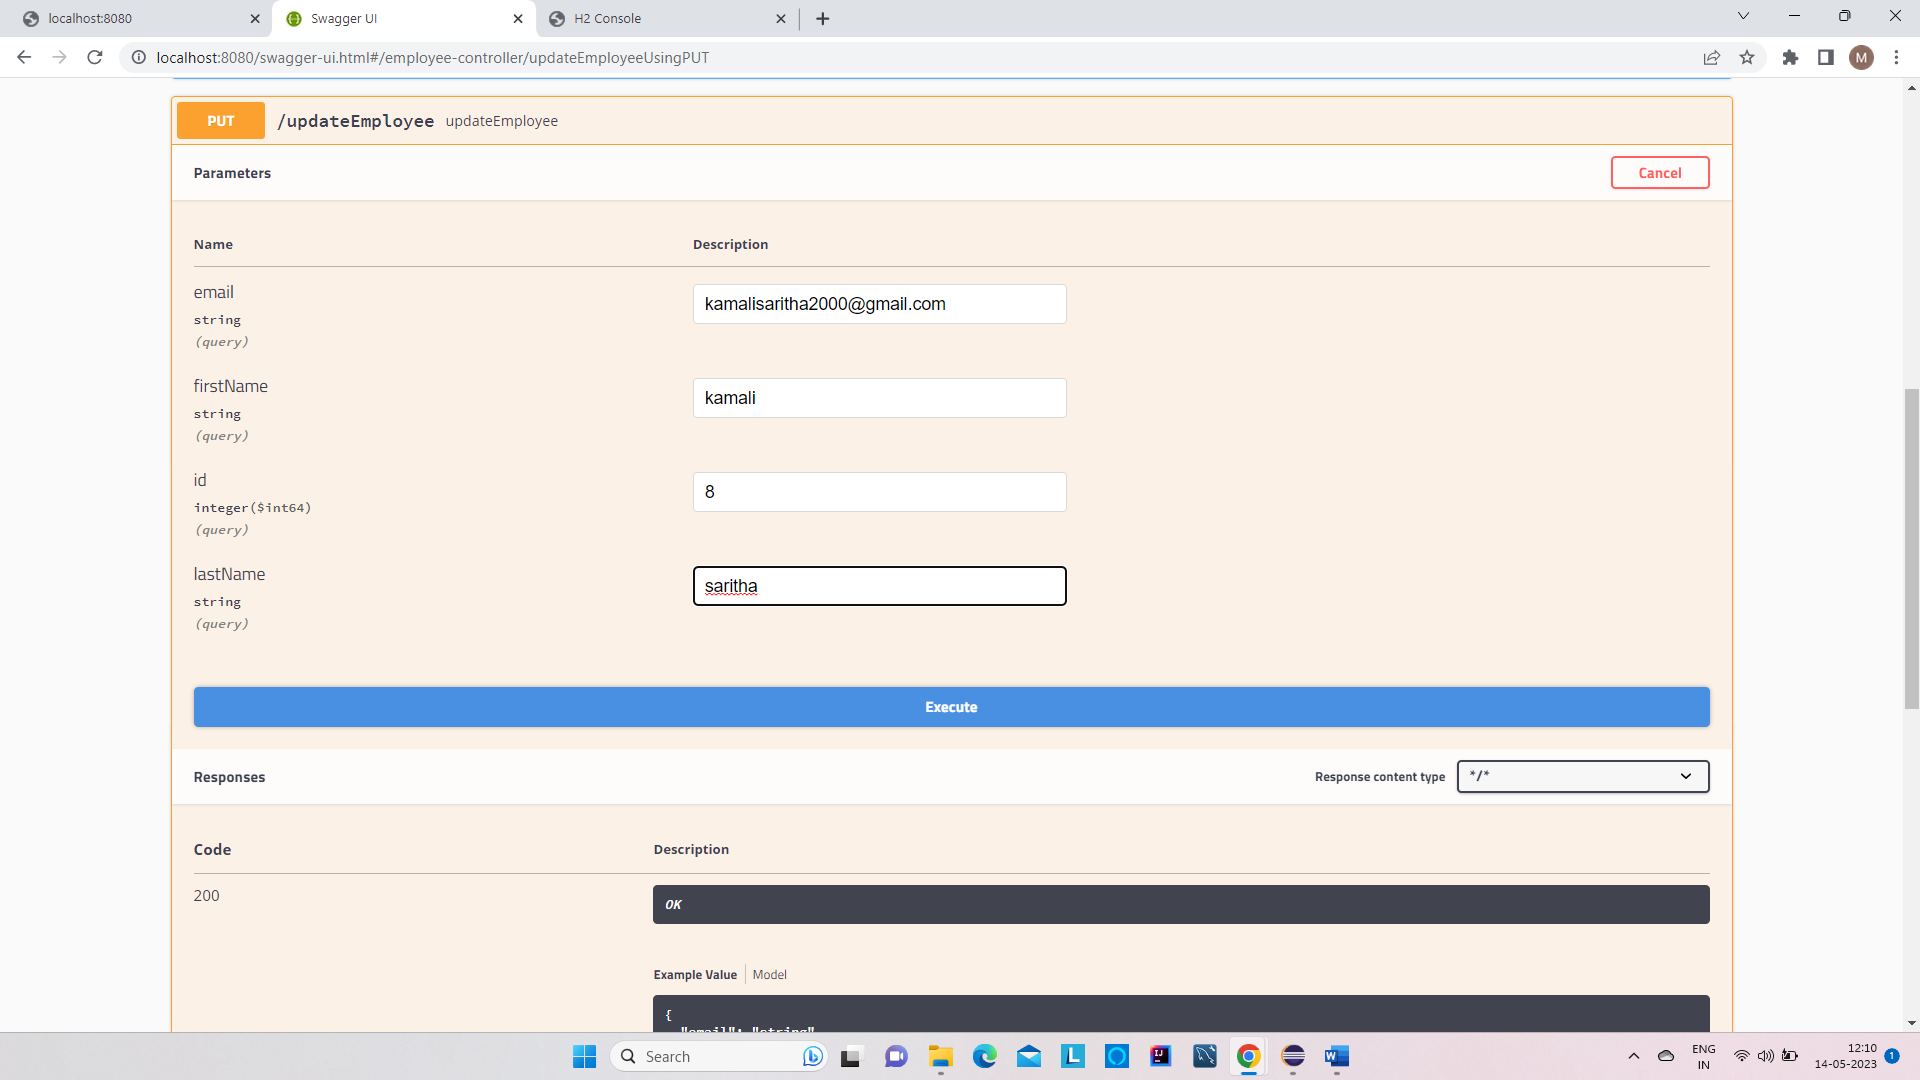 localhost:8080
Swagger UI
H2 Console
localhost:8080/swagger-ui.html#/employee-controller/updateEmployeeUsingPUT
M
PUT /updateEmployee updateEmployee
Parameters
Cancel
Name Description
email
string
(query)
kamalisaritha2000@gmail.com
firstName
string
(query)
kamali
id
integer($int64)
(query)
8
lastName
string
(query)
saritha
Execute
Responses
Response content type */*
Code Description
200
OK
Example Value Model
{
"email": "string"
Search
L
IJ
W
ENG
IN
12:10
14-05-2023
1